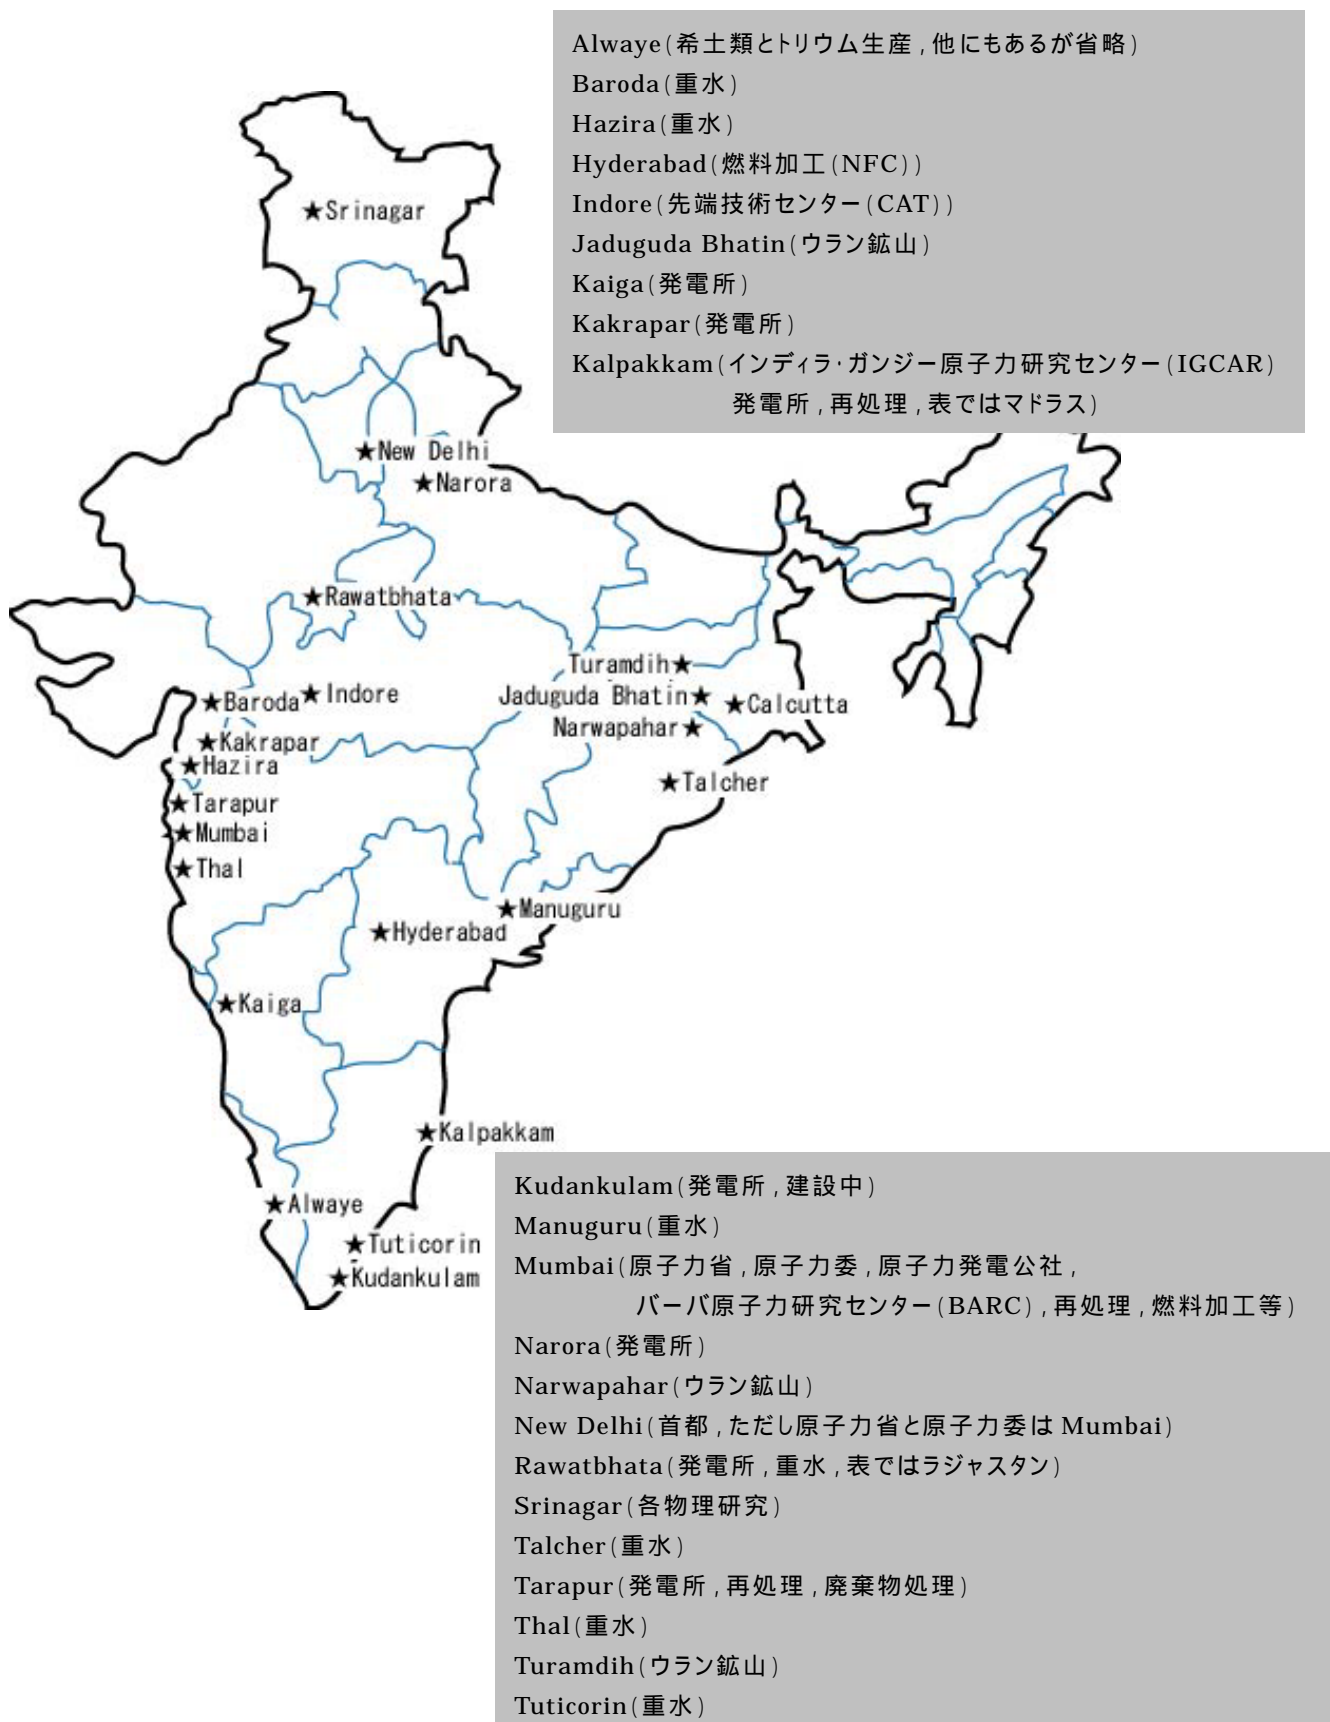 Alwaye(希土類とトリウム生産,他にもあるが省略)
Baroda(重水)
Hazira(重水)
Hyderabad(燃料加工(NFC))
Indore(先端技術センター(CAT))
Jaduguda Bhatin(ウラン鉱山)
Kaiga(発電所)
Kakrapar(発電所)
Kalpakkam(インディラ・ガンジー原子力研究センター(IGCAR)
発電所,再処理,表ではマドラス)
★Srinagar
★New Delhi
★Narora
★Rawatbhata
Turamdih★
Jaduguda Bhatin★
Narwapahar★
★Calcutta
★Baroda
★Indore
★Kakrapar
★Hazira
★Talcher
★Tarapur
★Mumbai
★Thal
★Manuguru
★Hyderabad
★Kaiga
★Kalpakkam
★Alwaye
★Tuticorin
★Kudankulam
Kudankulam(発電所,建設中)
Manuguru(重水)
Mumbai(原子力省,原子力委,原子力発電公社,
バーバ原子力研究センター(BARC),再処理,燃料加工等)
Narora(発電所)
Narwapahar(ウラン鉱山)
New Delhi(首都,ただし原子力省と原子力委は Mumbai)
Rawatbhata(発電所,重水,表ではラジャスタン)
Srinagar(各物理研究)
Talcher(重水)
Tarapur(発電所,再処理,廃棄物処理)
Thal(重水)
Turamdih(ウラン鉱山)
Tuticorin(重水)